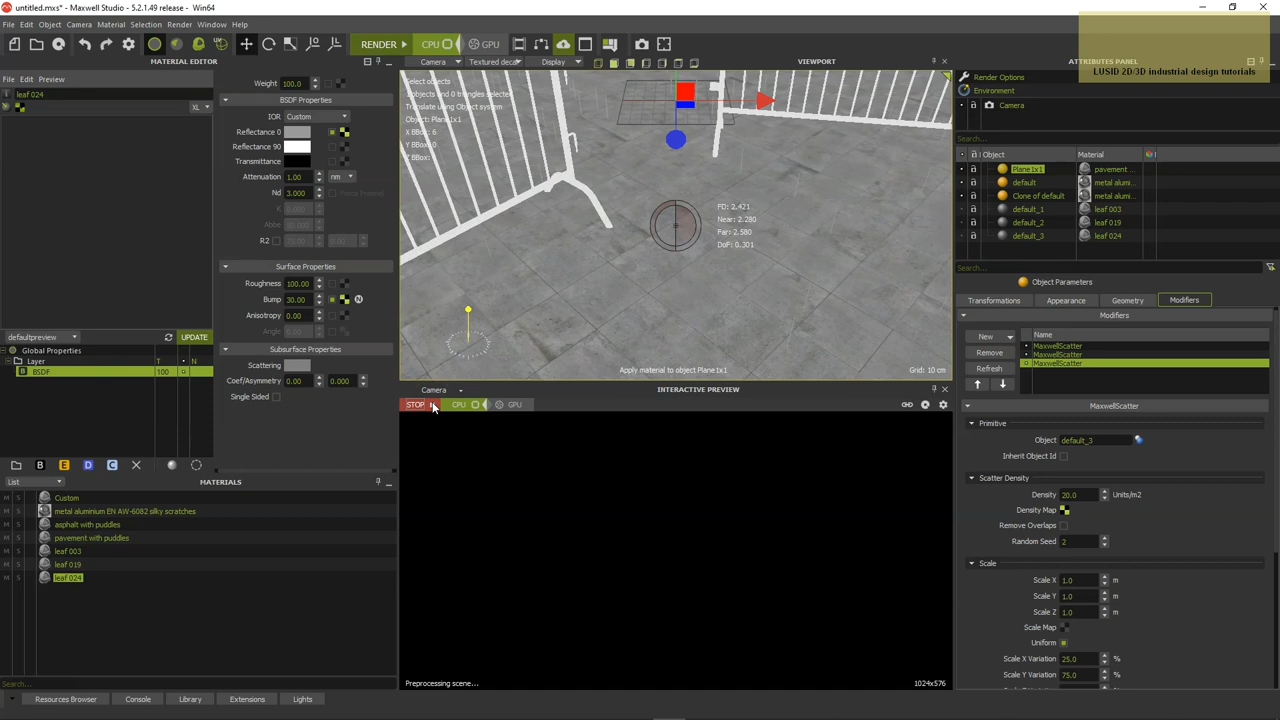 untitled.mxs* - Maxwell Studio - 5.2.1.49 release - Win64
File Edit Object Camera Material Selection Render Window Help
RENDER CPU GPU
MATERIAL EDITOR
File Edit Preview
leaf 024
XL
Weight 100.0
BSDF Properties
IOR: Custom
Reflectance 0
Reflectance 90
Transmittance
Attenuation 1.00 nm
Nd 3.000
K
Abbe
R2
Surface Properties
Roughness 100.00
Bump 30.00 N
Anisotropy 0.00
Angle
Subsurface Properties
Scattering
Coef/Asymmetry 0.00 0.000
Single Sided
defaultpreview UPDATE
Global Properties
Layer T N
B BSDF 100
B E D C
List MATERIALS
M S Custom
M S metal aluminium EN AW-6082 silky scratches
M S asphalt with puddles
M S pavement with puddles
M S leaf 003
M S leaf 019
M S leaf 024
Search...
Resources Browser Console Library Extensions Lights
Camera Textured decal Display VIEWPORT
Select objects
objects and 0 triangles selected
Translate using Object system
Object: Plane1x1
X BBox: 6
Y BBox: 0
Z BBox:
FD: 2.421
Near: 2.280
Far: 2.580
DoF: 0.301
Apply material to object Plane1x1 Grid: 10 cm
Camera INTERACTIVE PREVIEW
STOP CPU GPU
Preprocessing scene... 1024x576
ATTRIBUTES PANEL
LUSID 2D/3D industrial design tutorials
Render Options
Environment
Camera
Search...
Object Material
Plane1x1 pavement ...
default metal alumi...
Clone of default metal alumi...
default_1 leaf 003
default_2 leaf 019
default_3 leaf 024
Search...
Object Parameters
Transformations Appearance Geometry Modifiers
Modifiers
New
Remove
Refresh
Name
MaxwellScatter
MaxwellScatter
MaxwellScatter
MaxwellScatter
Primitive
Object default_3
Inherit Object Id
Scatter Density
Density 20.0 Units/m2
Density Map
Remove Overlaps
Random Seed 2
Scale
Scale X 1.0 m
Scale Y 1.0 m
Scale Z 1.0 m
Scale Map
Uniform
Scale X Variation 25.0 %
Scale Y Variation 75.0 %